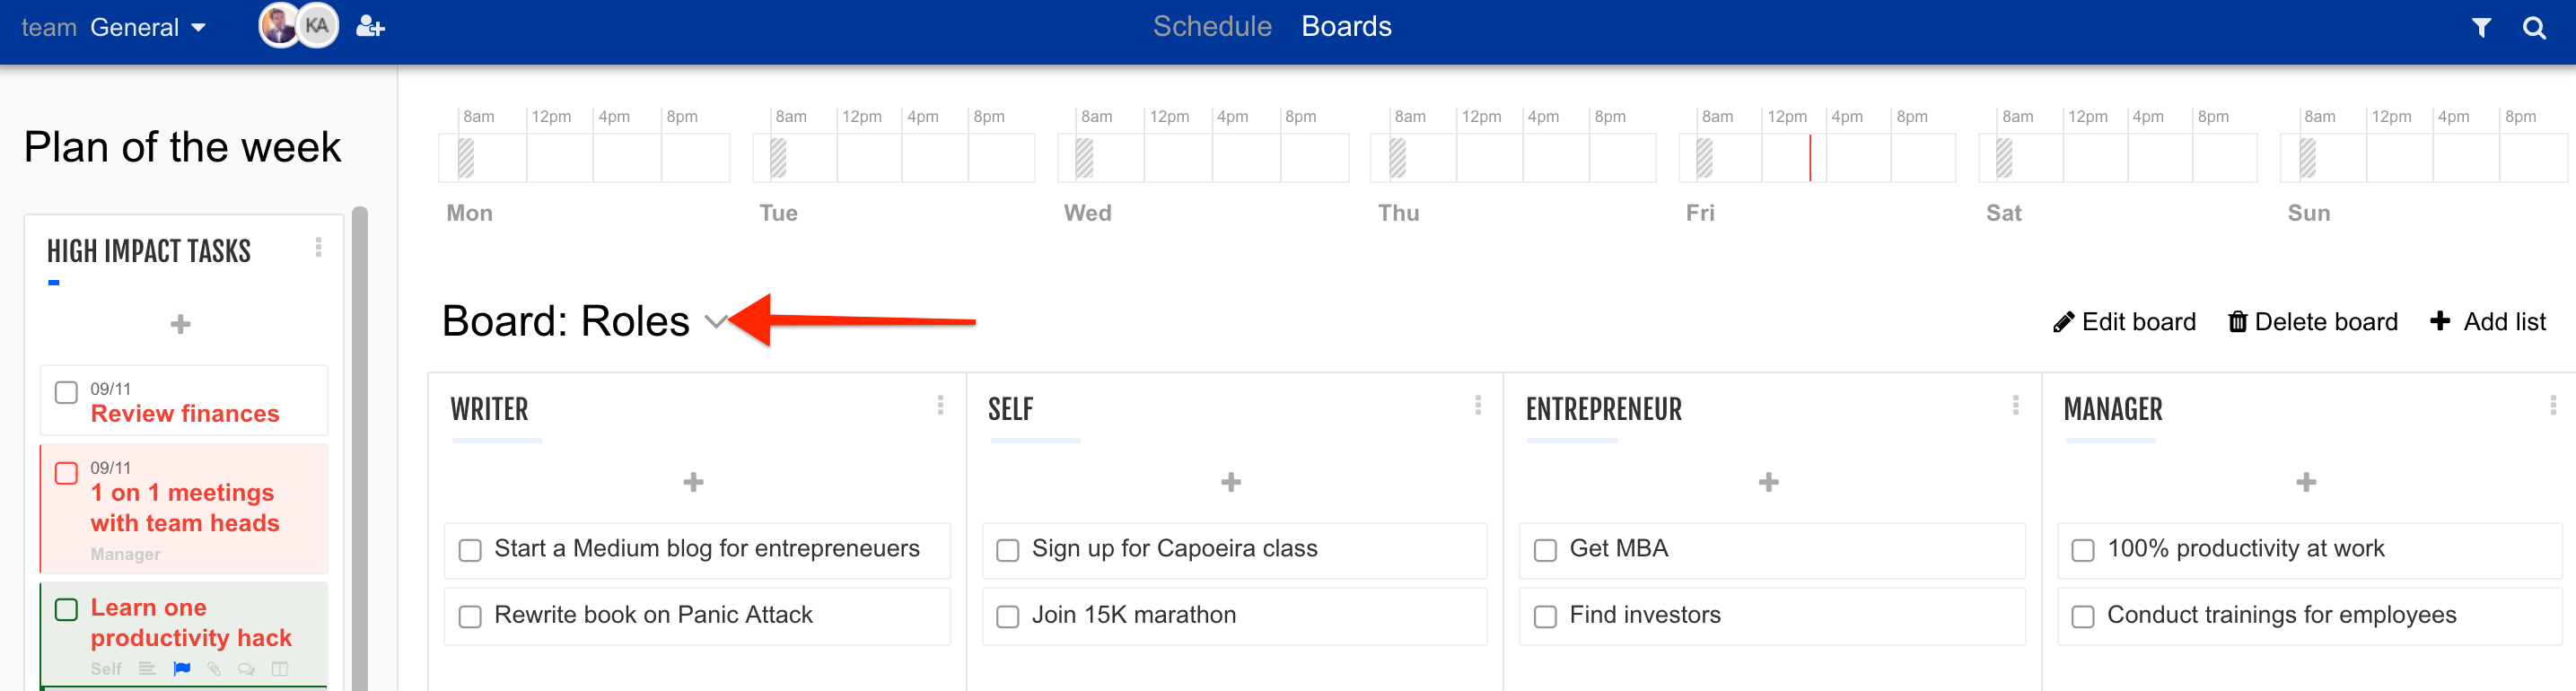 team General
KA
Schedule Boards
Plan of the week
8am 12pm 4pm 8pm 8am 12pm 4pm 8pm 8am 12pm 4pm 8pm 8am 12pm 4pm 8pm 8am 12pm 4pm 8pm 8am 12pm 4pm 8pm 8am 12pm 4pm 8pm
Mon Tue Wed Thu Fri Sat Sun
HIGH IMPACT TASKS
09/11
Review finances
09/11
1 on 1 meetings
with team heads
Manager
Learn one
productivity hack
Self
Board: Roles
Edit board Delete board Add list
WRITER
Start a Medium blog for entrepreneuers
Rewrite book on Panic Attack
SELF
Sign up for Capoeira class
Join 15K marathon
ENTREPRENEUR
Get MBA
Find investors
MANAGER
100% productivity at work
Conduct trainings for employees